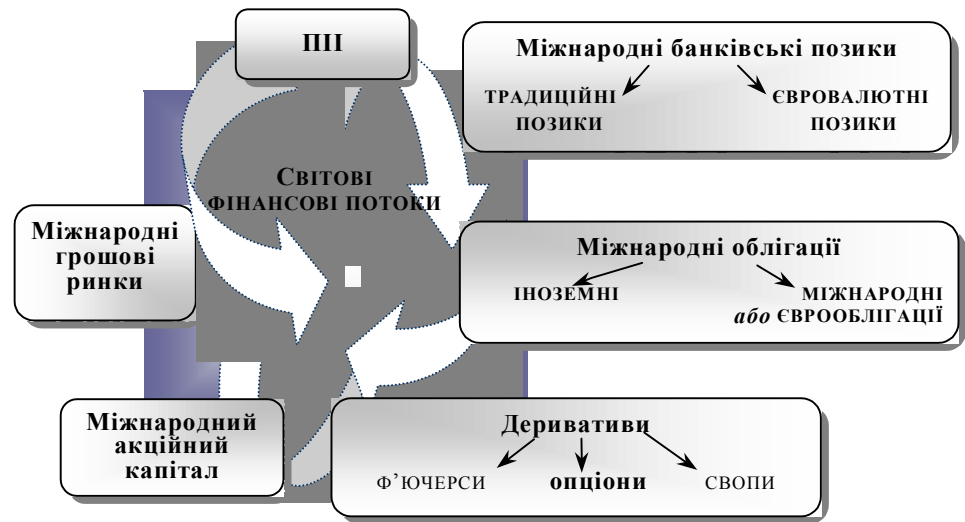 ПІІ
Міжнародні банківські позики
ТРАДИЦІЙНІ ПОЗИКИ
ЄВРОВАЛЮТНІ ПОЗИКИ
СВІТОВІ
ФІНАНСОВІ ПОТОКИ
Міжнародні
грошові
ринки
Міжнародні облігації
ІНОЗЕМНІ
МІЖНАРОДНІ
або ЄВРООБЛІГАЦІЇ
Міжнародний
акційний
капітал
Деривативи
Ф’ЮЧЕРСИ
опціони
СВОПИ